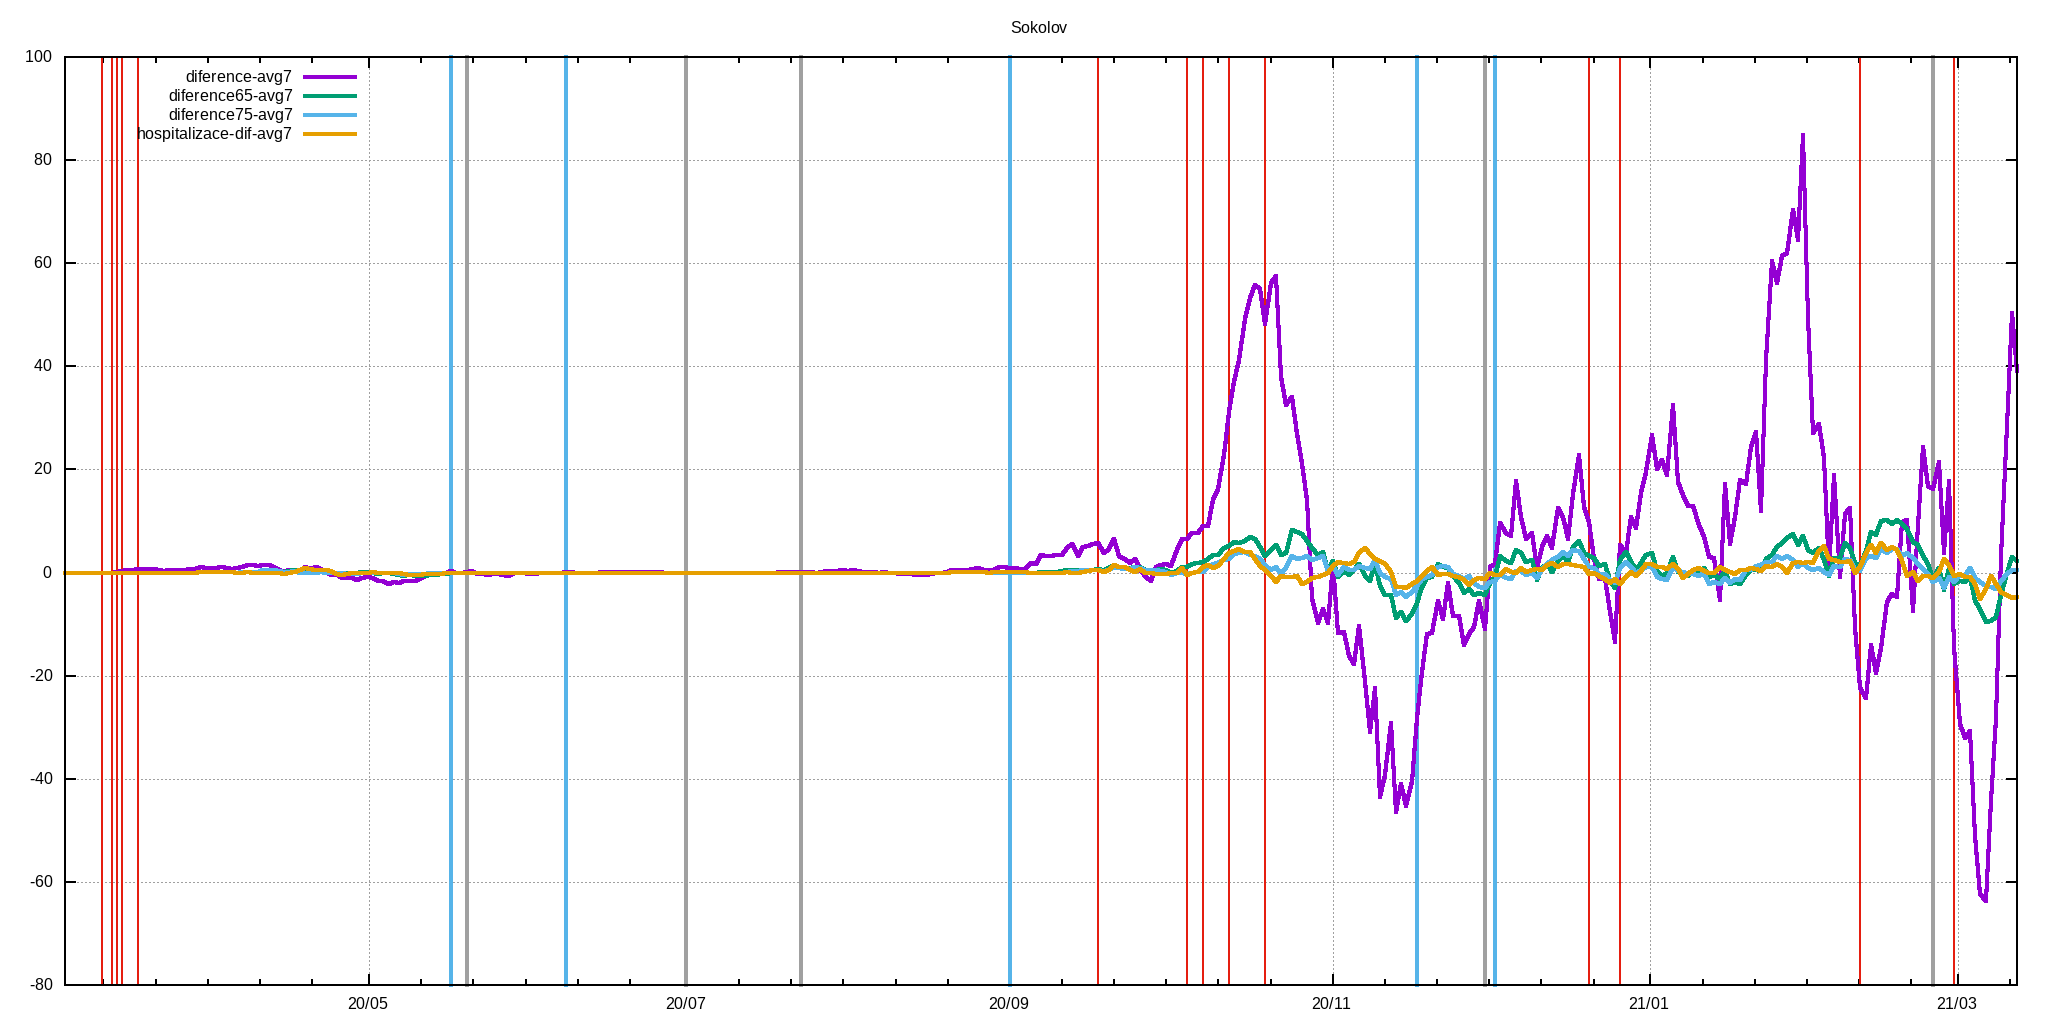 Sokolov
100
80
60
40
20
0
-20
-40
-60
-80
diference-avg7
diference65-avg7
diference75-avg7
hospitalizace-dif-avg7
20/05 20/07 20/09 20/11 21/01 21/03